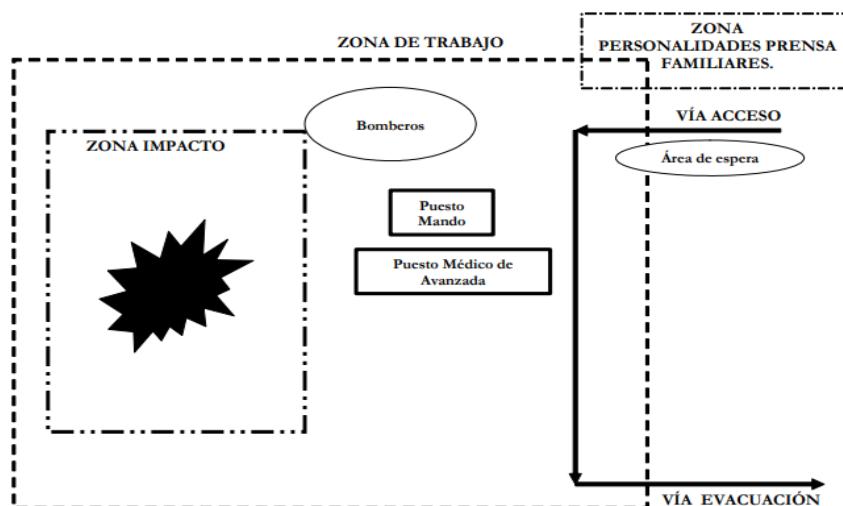 ZONA
PERSONALIDADES PRENSA
FAMILIARES.
ZONA DE TRABAJO
VÍA ACCESO
Bomberos
ZONA IMPACTO
Área de espera
Puesto
Mando
Puesto Médico de
Avanzada
VÍA EVACUACIÓN